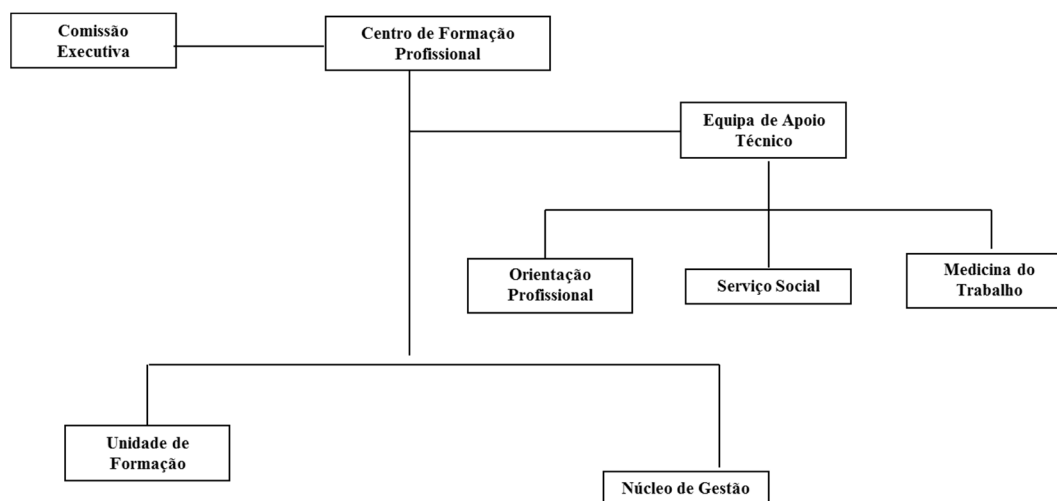 Comissão
Executiva
Centro de Formação
Profissional
Equipa de Apoio
Técnico
Orientação
Profissional
Serviço Social
Medicina do
Trabalho
Unidade de
Formação
Núcleo de Gestão